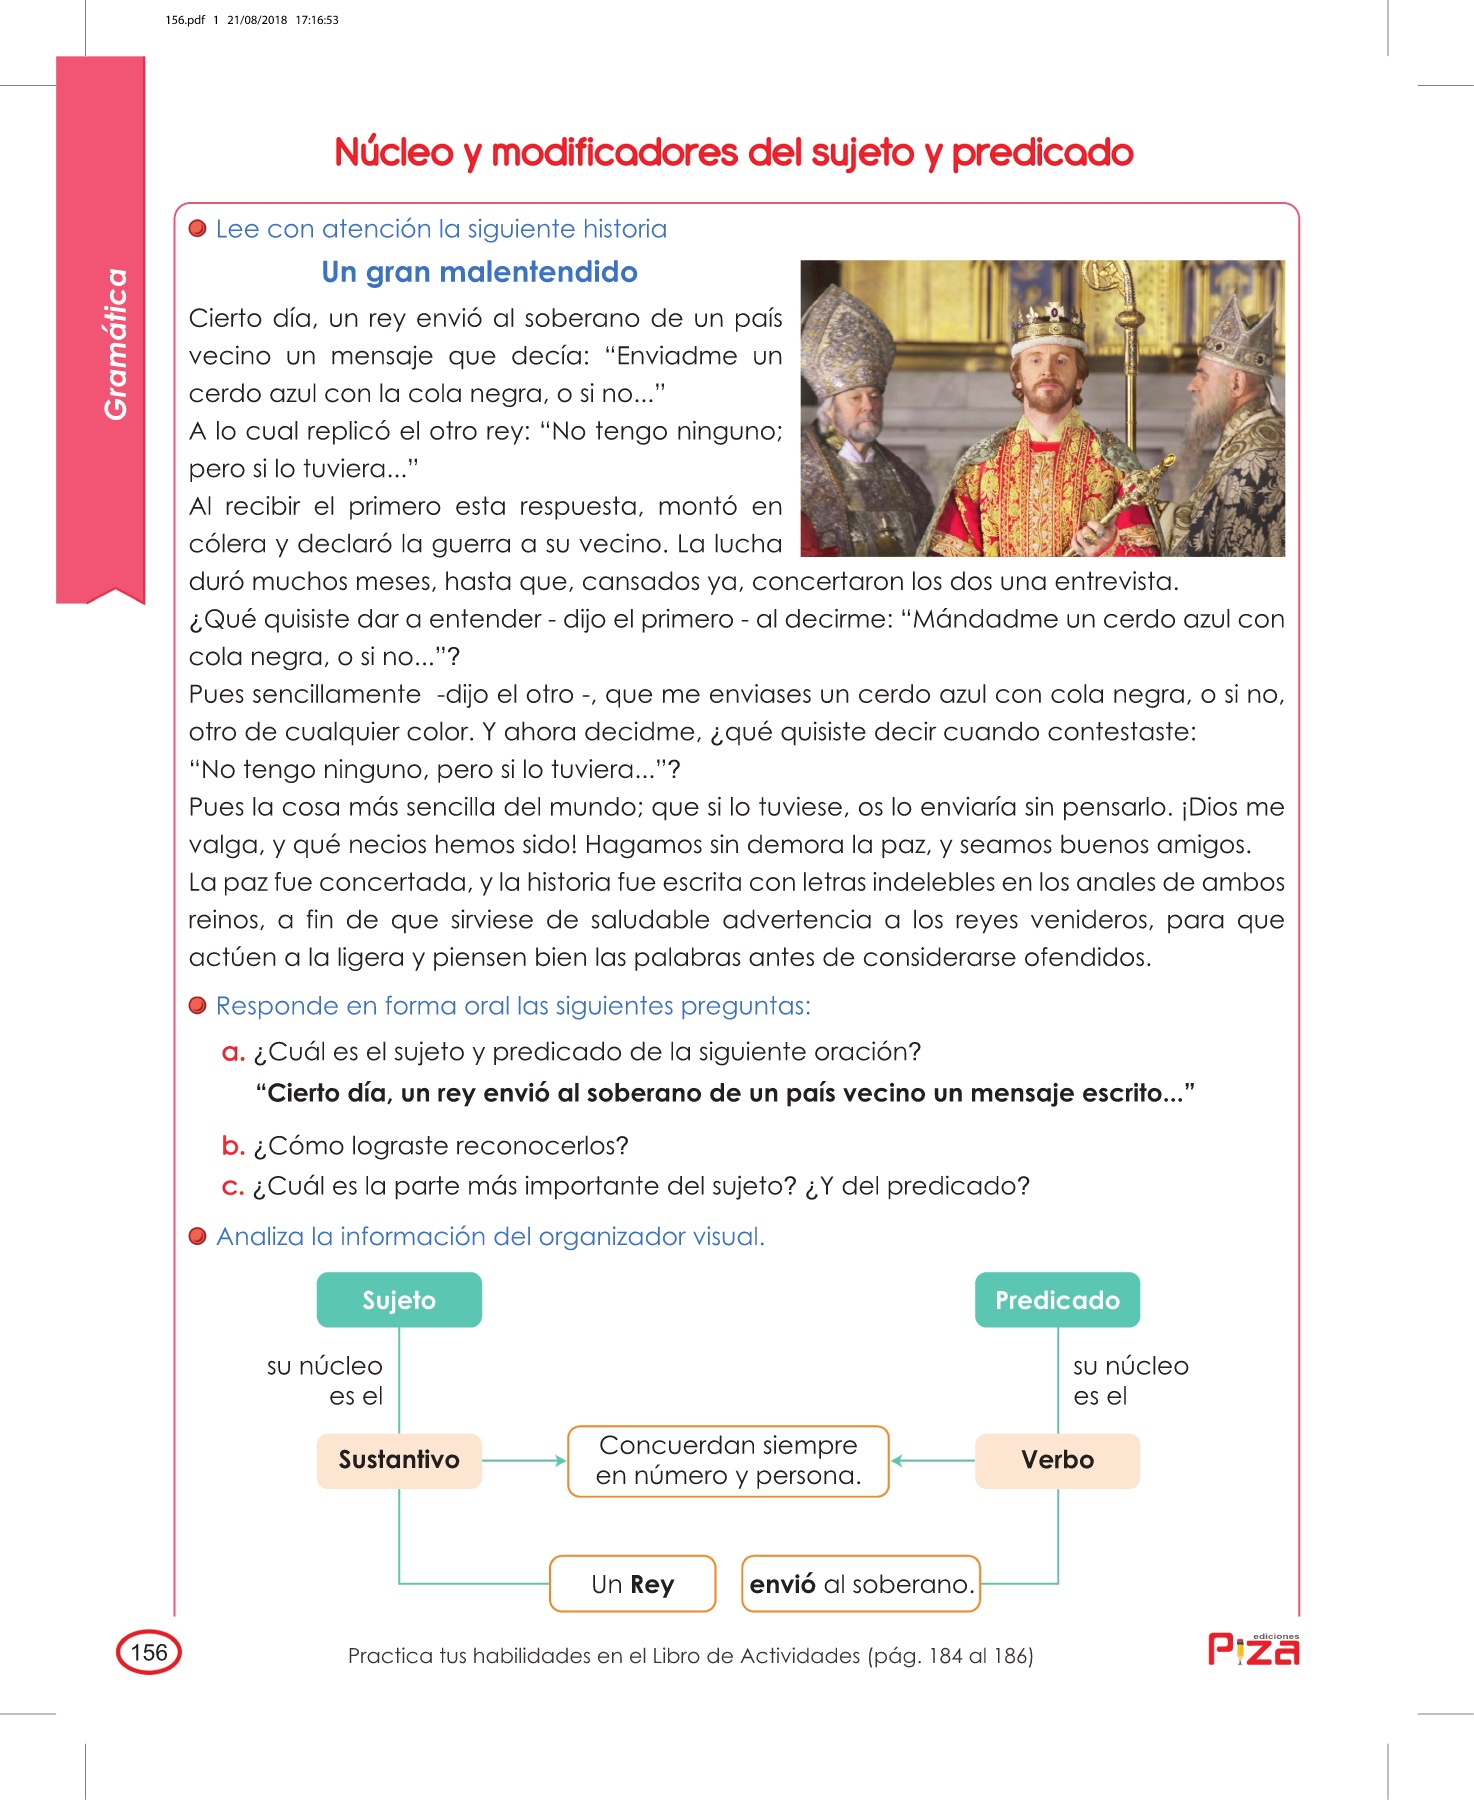 156.pdf 1 21/08/2018 17:16:53
Gramática
Núcleo y modificadores del sujeto y predicado
Lee con atención la siguiente historia
Un gran malentendido
Cierto día, un rey envió al soberano de un país
vecino un mensaje que decía: “Enviadme un
cerdo azul con la cola negra, o si no...”
A lo cual replicó el otro rey: “No tengo ninguno;
pero si lo tuviera...”
Al recibir el primero esta respuesta, montó en
cólera y declaró la guerra a su vecino. La lucha
duró muchos meses, hasta que, cansados ya, concertaron los dos una entrevista.
¿Qué quisiste dar a entender - dijo el primero - al decirme: “Mándadme un cerdo azul con
cola negra, o si no...”?
Pues sencillamente -dijo el otro -, que me enviases un cerdo azul con cola negra, o si no,
otro de cualquier color. Y ahora decidme, ¿qué quisiste decir cuando contestaste:
“No tengo ninguno, pero si lo tuviera...”?
Pues la cosa más sencilla del mundo; que si lo tuviese, os lo enviaría sin pensarlo. ¡Dios me
valga, y qué necios hemos sido! Hagamos sin demora la paz, y seamos buenos amigos.
La paz fue concertada, y la historia fue escrita con letras indelebles en los anales de ambos
reinos, a fin de que sirviese de saludable advertencia a los reyes venideros, para que
actúen a la ligera y piensen bien las palabras antes de considerarse ofendidos.
Responde en forma oral las siguientes preguntas:
a. ¿Cuál es el sujeto y predicado de la siguiente oración?
“Cierto día, un rey envió al soberano de un país vecino un mensaje escrito...”
b. ¿Cómo lograste reconocerlos?
c. ¿Cuál es la parte más importante del sujeto? ¿Y del predicado?
Analiza la información del organizador visual.
Sujeto
Predicado
su núcleo
es el
su núcleo
es el
Sustantivo
Concuerdan siempre
en número y persona.
Verbo
Un Rey
envió al soberano.
156
Practica tus habilidades en el Libro de Actividades (pág. 184 al 186)
ediciones
Piza